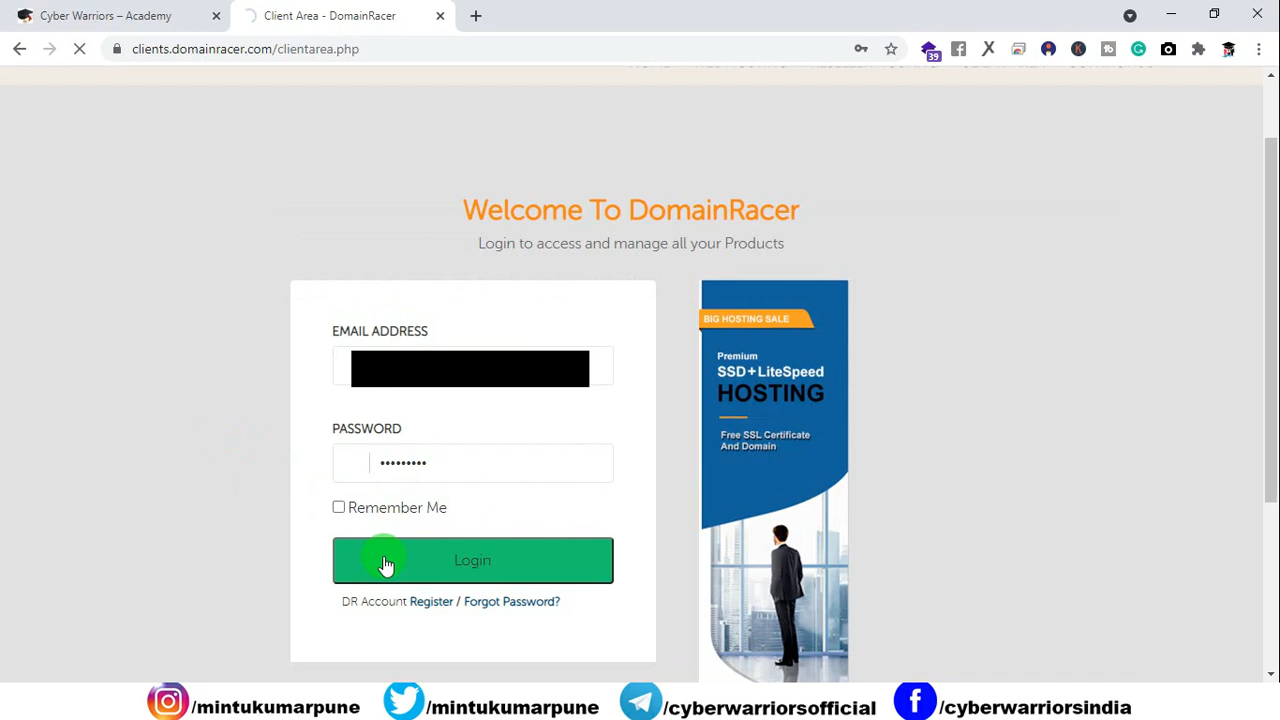 Cyber Warriors – Academy
Client Area - DomainRacer
clients.domainracer.com/clientarea.php
39
Welcome To DomainRacer
Login to access and manage all your Products
EMAIL ADDRESS
PASSWORD
•••••••••
Remember Me
Login
DR Account Register / Forgot Password?
BIG HOSTING SALE
Premium
SSD+LiteSpeed
HOSTING
Free SSL Certificate
And Domain
/mintukumarpune
/mintukumarpune
/cyberwarriorsofficial
/cyberwarriorsindia